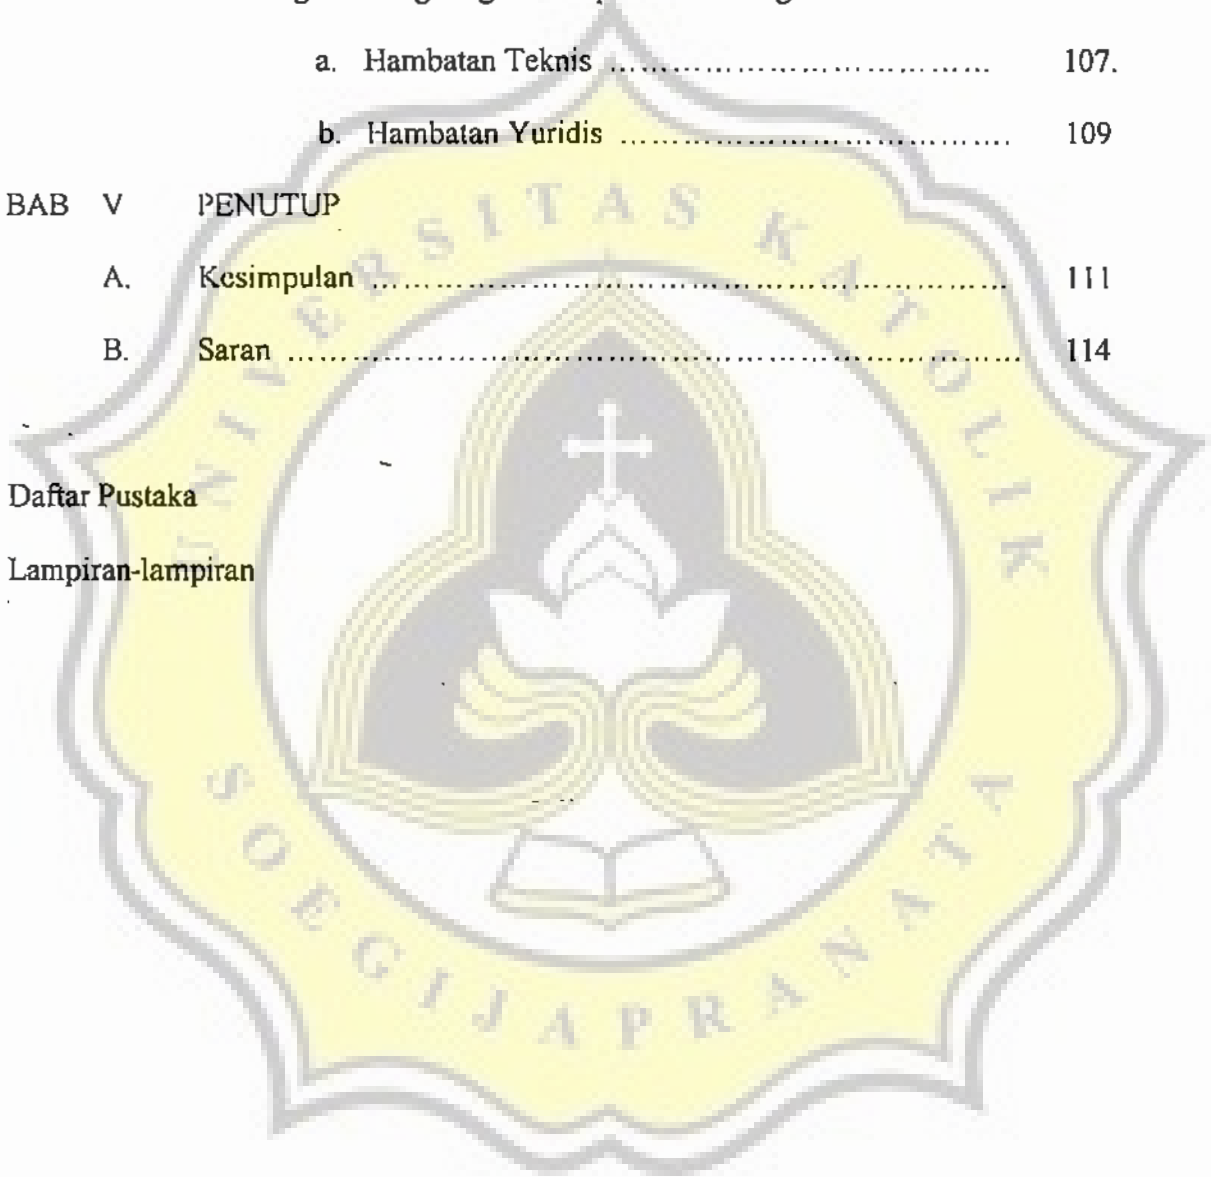 a. Hambatan Teknis ........................................ 107.
b. Hambatan Yuridis ........................................ 109
BAB V PENUTUP
A. Kesimpulan ........................................ 111
B. Saran ........................................ 114
Daftar Pustaka
Lampiran-lampiran
UNIVERSITAS KATOLIK
SOEGIJAPRANATA